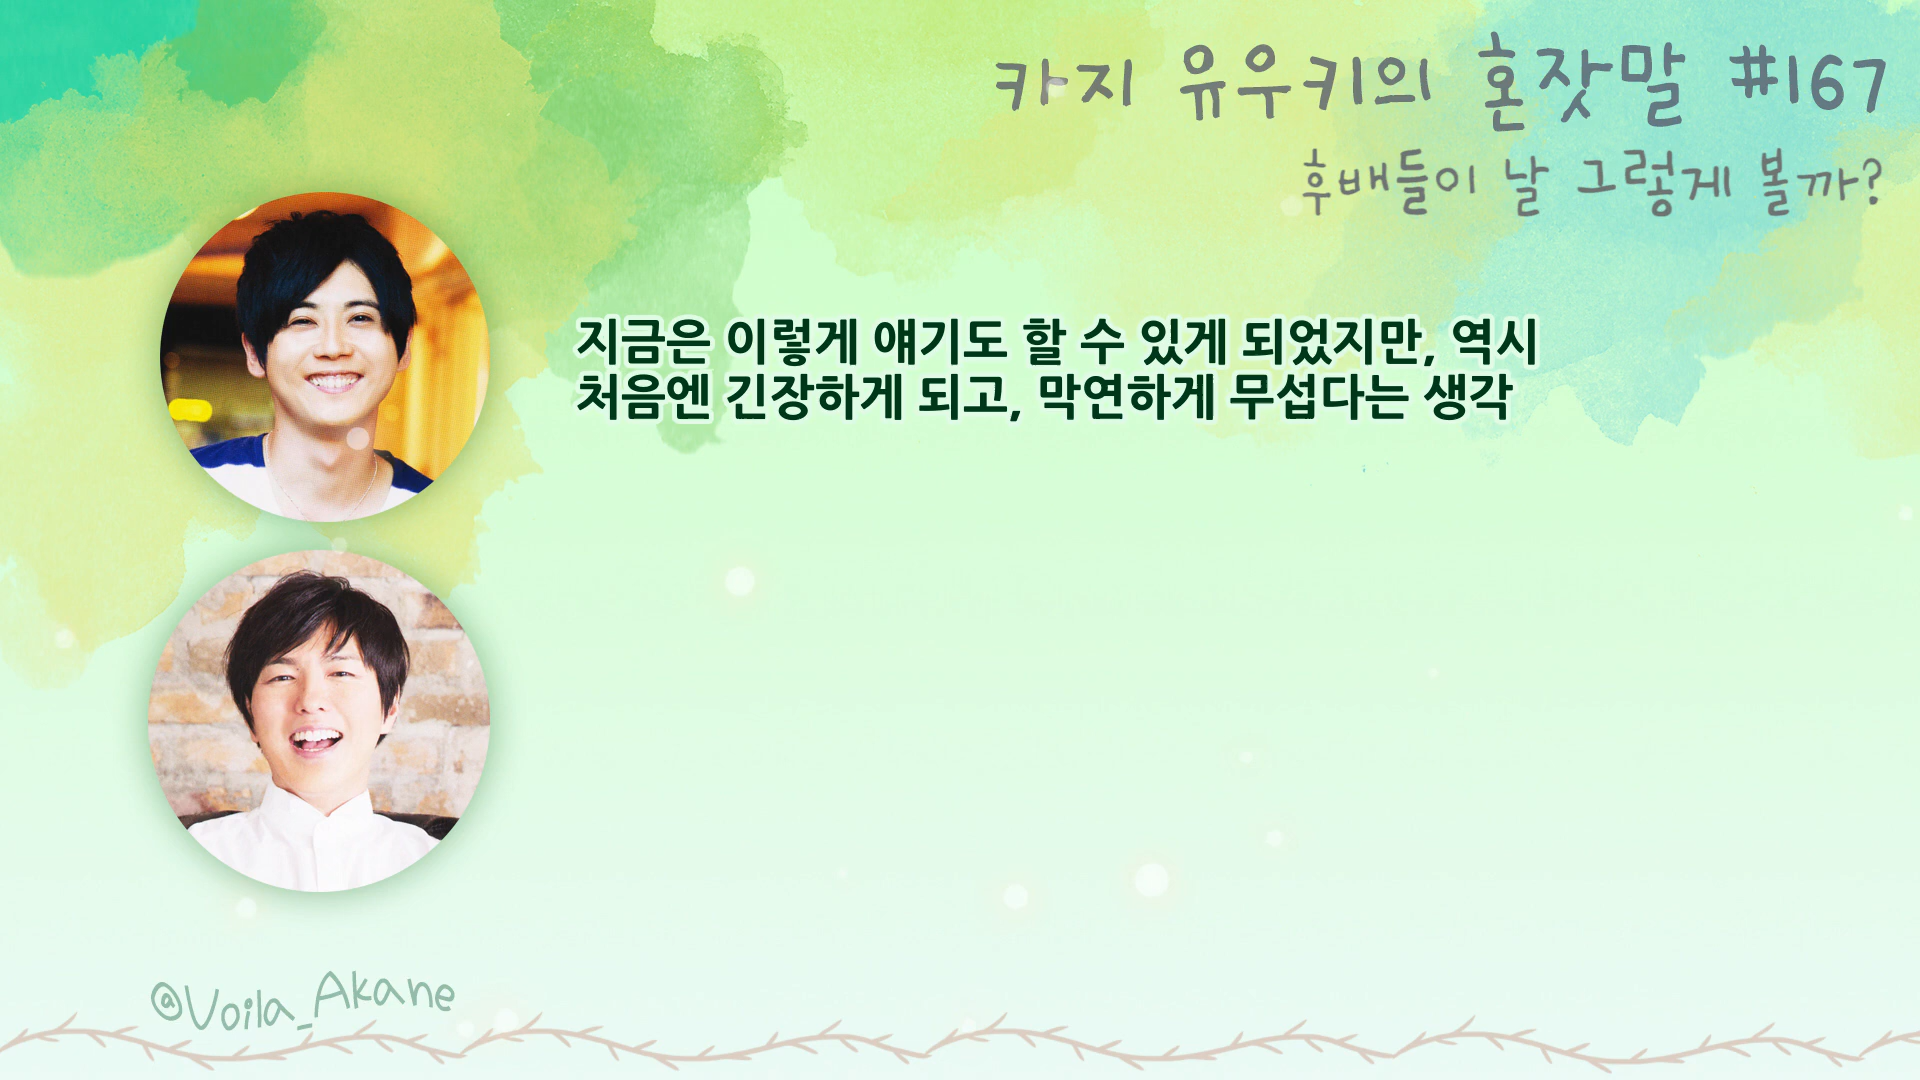 카지 유우키의 혼잣말 #167
후배들이 날 그렇게 볼까?
지금은 이렇게 얘기도 할 수 있게 되었지만, 역시
처음엔 긴장하게 되고, 막연하게 무섭다는 생각
@Voila_Akane